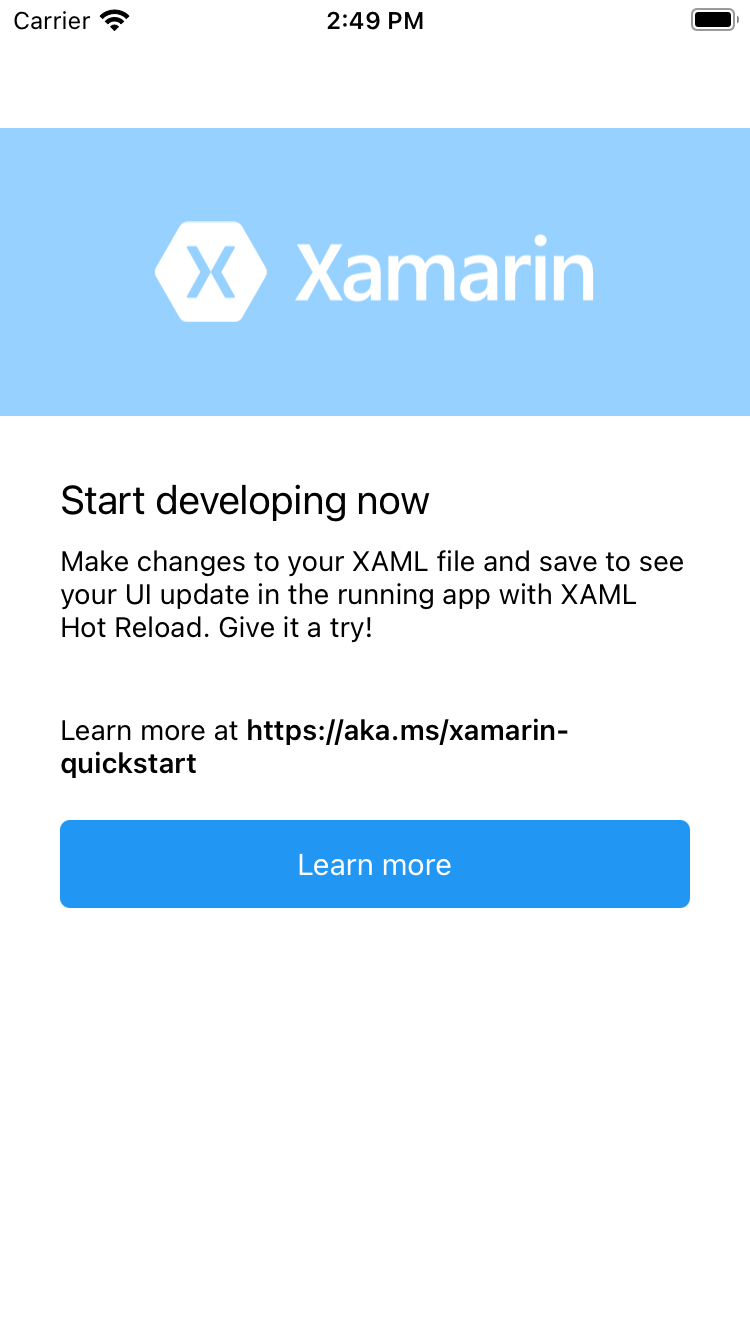 Carrier 2:49 PM
X Xamarin
Start developing now
Make changes to your XAML file and save to see
your UI update in the running app with XAML
Hot Reload. Give it a try!
Learn more at https://aka.ms/xamarin-
quickstart
Learn more